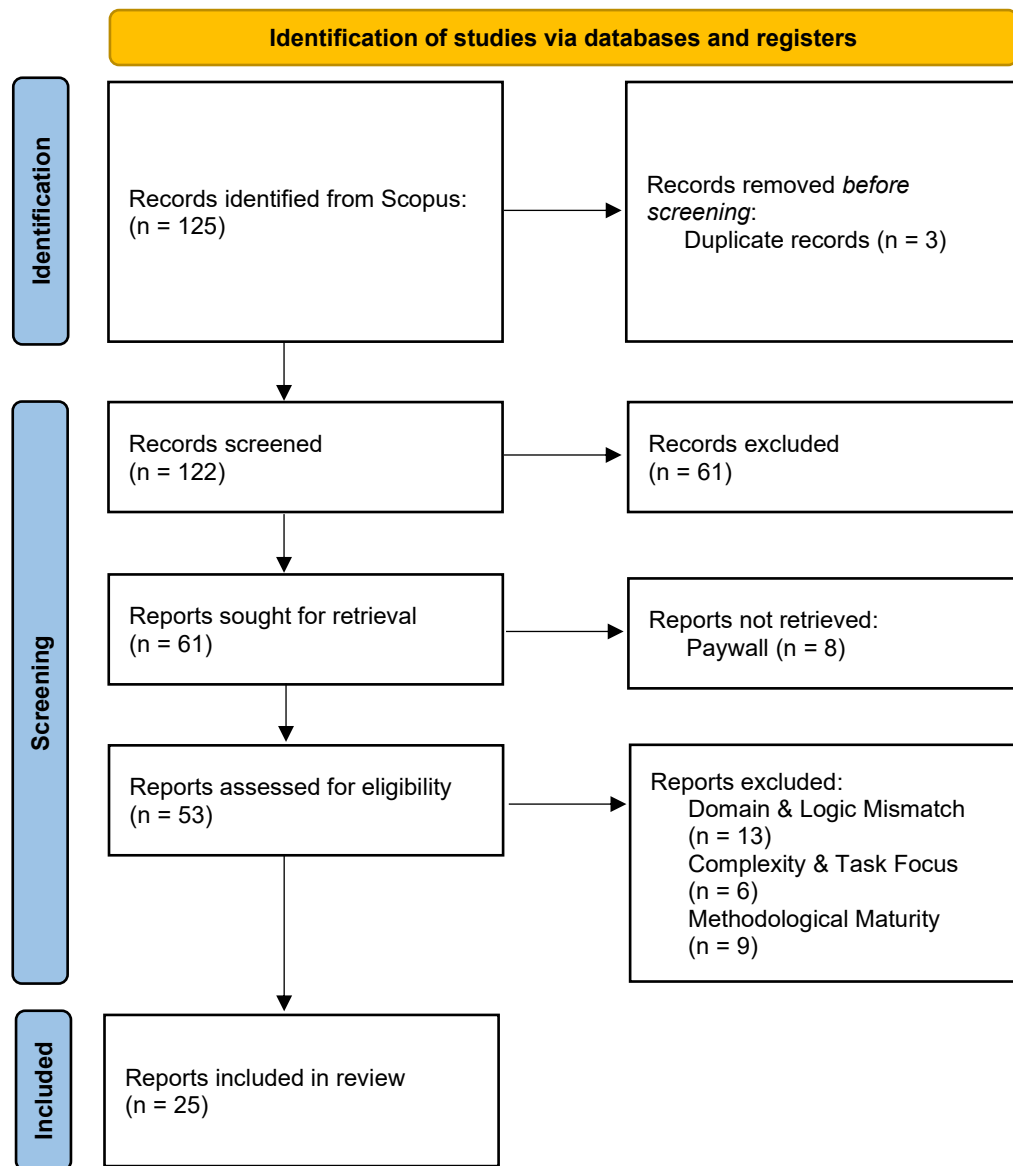 Identification of studies via databases and registers
Identification
Records identified from Scopus:
(n = 125)
Records removed before
screening:
Duplicate records (n = 3)
Screening
Records screened
(n = 122)
Records excluded
(n = 61)
Reports sought for retrieval
(n = 61)
Reports not retrieved:
Paywall (n = 8)
Reports assessed for eligibility
(n = 53)
Reports excluded:
Domain & Logic Mismatch
(n = 13)
Complexity & Task Focus
(n = 6)
Methodological Maturity
(n = 9)
Included
Reports included in review
(n = 25)